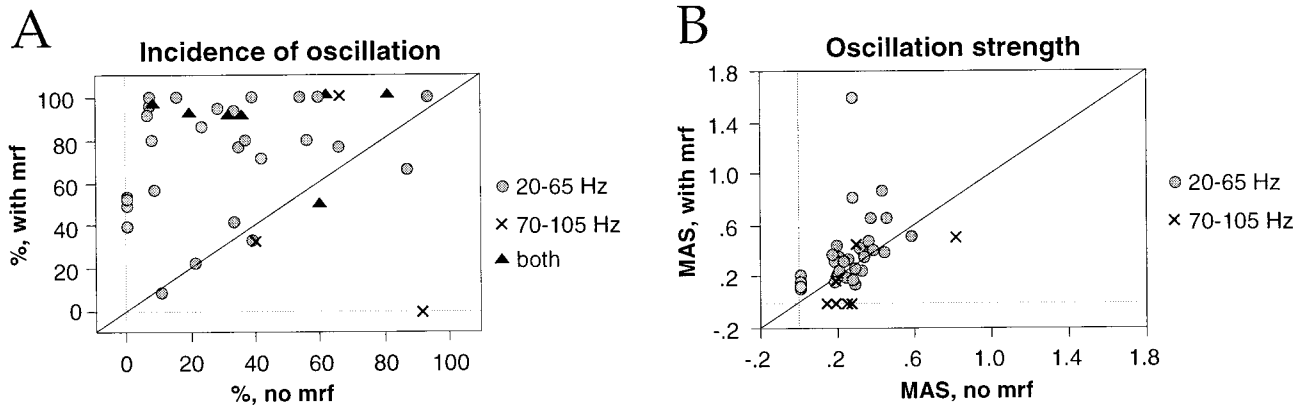 A
Incidence of oscillation
%, with mrf
100
80
60
40
20
0
0 20 40 60 80 100
%, no mrf
20-65 Hz
70-105 Hz
both
B
Oscillation strength
MAS, with mrf
1.8
1.4
1.0
.6
.2
-.2
-.2 .2 .6 1.0 1.4 1.8
MAS, no mrf
20-65 Hz
70-105 Hz